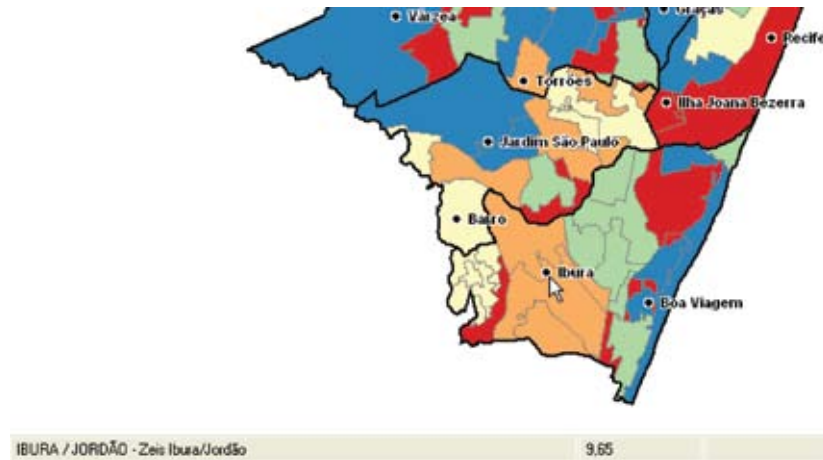 Várzea
Graças
Recife
Torrões
Ilha Joana Bezerra
Jardim São Paulo
Bairro
Ibura
Boa Viagem
IBURA / JORDÃO - Zeis Ibura/Jordão 9,65